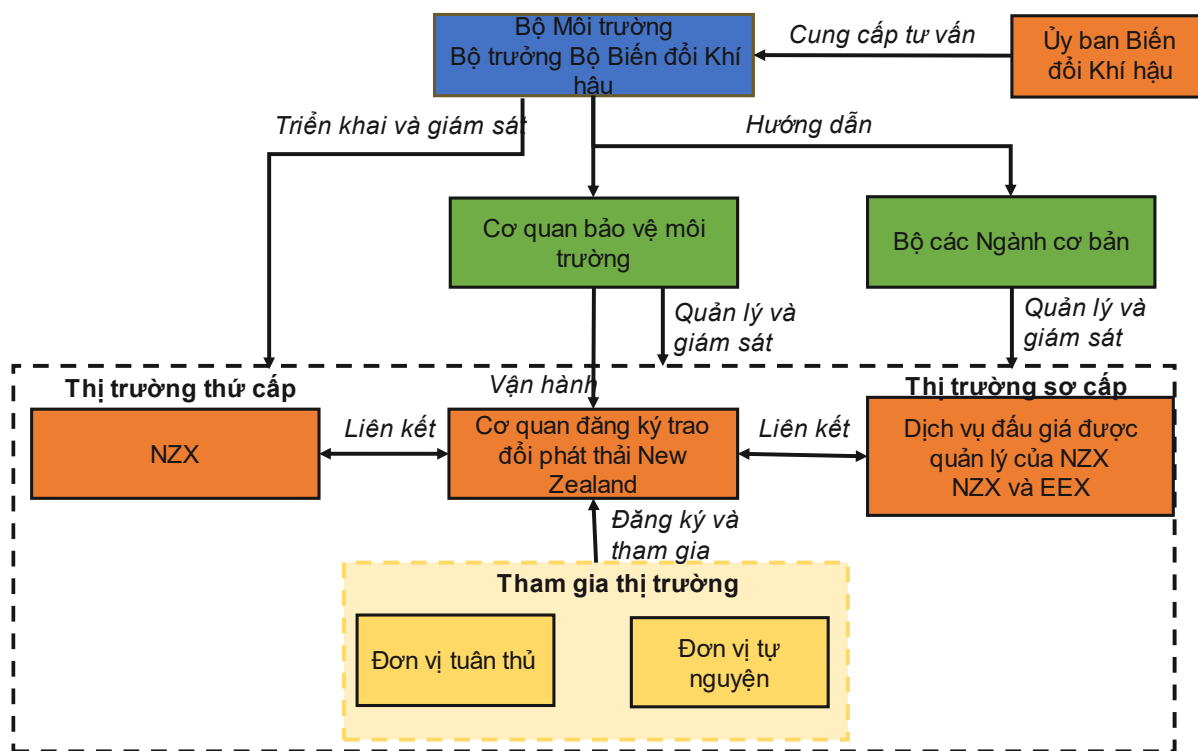 Bộ Môi trường
Bộ trưởng Bộ Biến đổi Khí
hậu
Cung cấp tư vấn
Ủy ban Biến
đổi Khí hậu
Triển khai và giám sát
Hướng dẫn
Cơ quan bảo vệ môi
trường
Bộ các Ngành cơ bản
Quản lý và
giám sát
Quản lý và
giám sát
Thị trường thứ cấp
Vận hành
Thị trường sơ cấp
NZX
Liên kết
Cơ quan đăng ký trao
đổi phát thải New
Zealand
Liên kết
Dịch vụ đấu giá được
quản lý của NZX
NZX và EEX
Đăng ký và
tham gia
Tham gia thị trường
Đơn vị tuân thủ
Đơn vị tự
nguyện